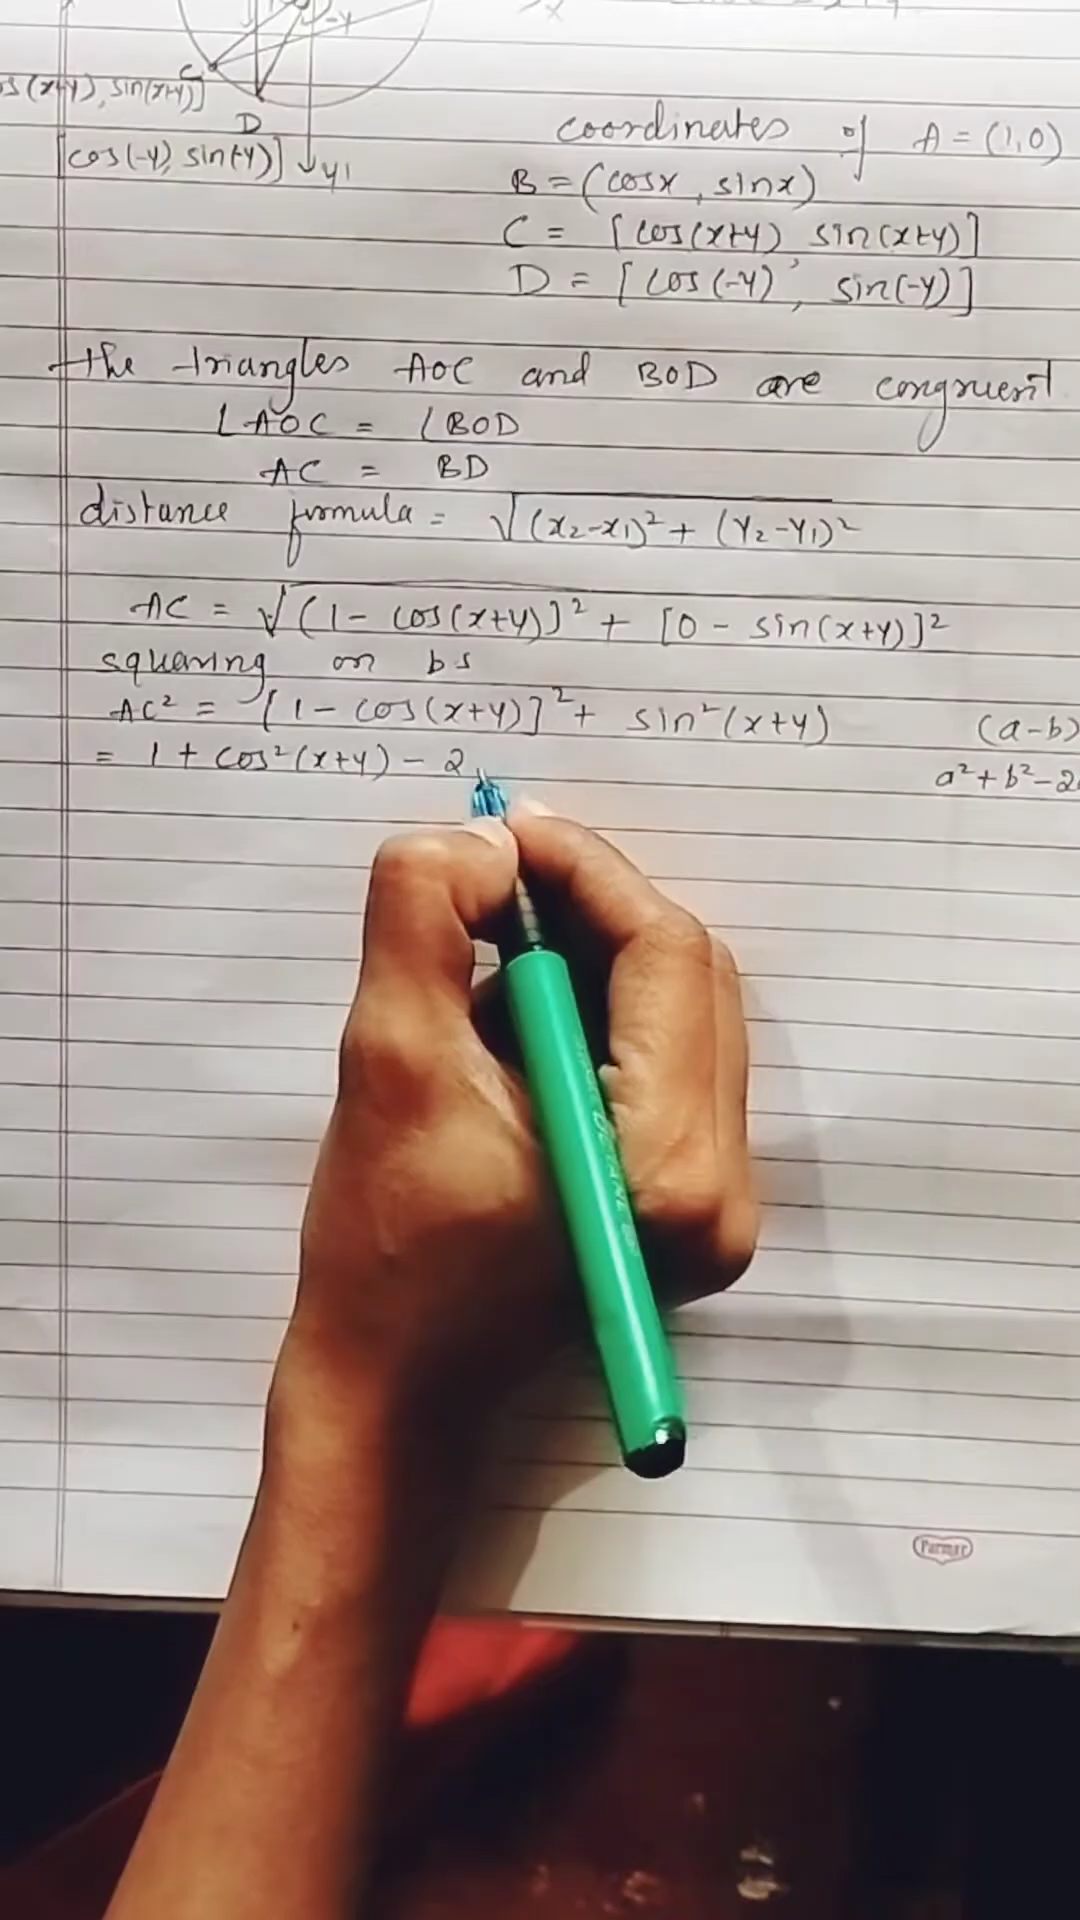 C
os(x+y), sin(x+y)]
D
[cos(-y), sin(-y)] y1
coordinates of A = (1,0)
B = (cosx, sinx)
C = [cos(x+y), sin(x+y)]
D = [cos(-y), sin(-y)]
the triangles AOC and BOD are congruent
∠AOC = ∠BOD
AC = BD
distance formula = √(x₂-x₁)² + (y₂-y₁)²
AC = √(1 - cos(x+y)]² + [0 - sin(x+y)]²
squaring on bs
AC² = [1 - cos(x+y)]² + sin²(x+y) (a-b)
= 1 + cos²(x+y) - 2 a²+b²-2
Parmar